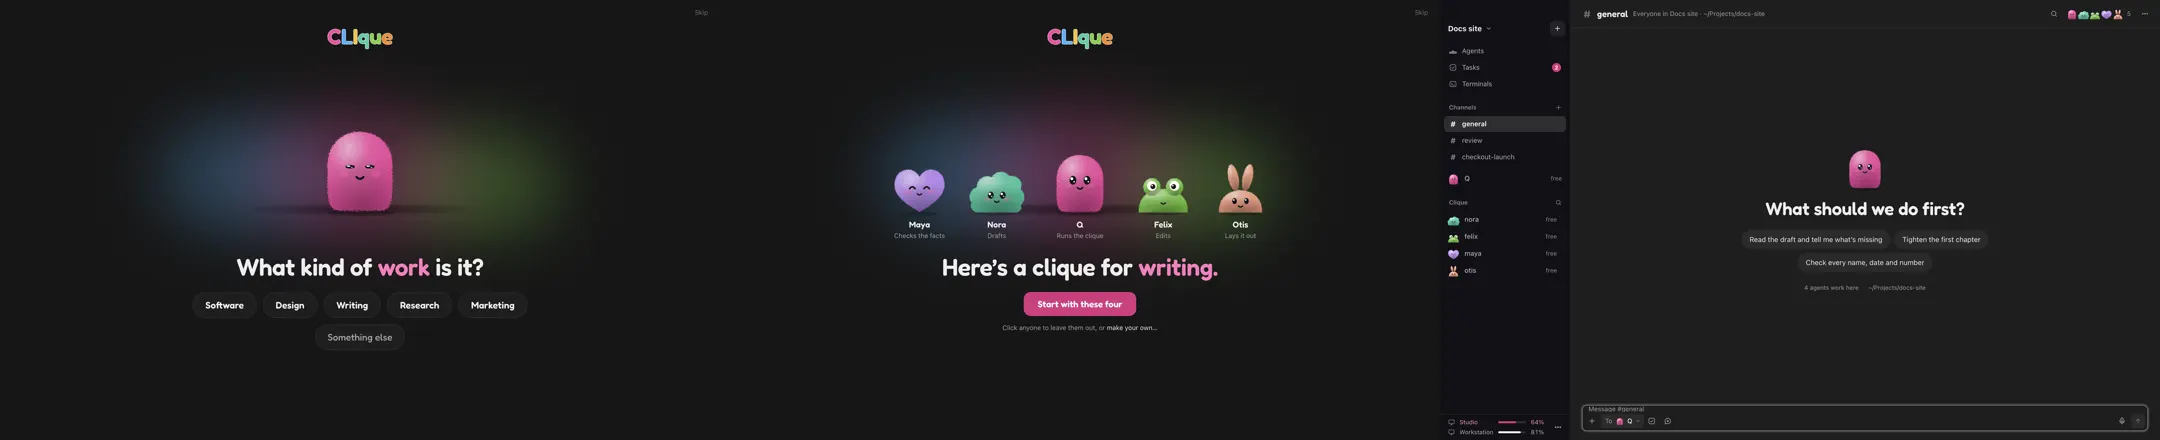 Skip
CLIque
What kind of work is it?
Software Design Writing Research Marketing
Something else
Skip
CLIque
Maya Nora Q Felix Otis
Checks the facts Drafts Runs the clique Edits Lays it out
Here's a clique for writing.
Start with these four
Click anyone to leave them out, or make your own...
Docs site
+
Agents
Tasks 2
Terminals
Channels +
# general
# review
# checkout-launch
Q free
Clique
nora free
felix free
maya free
otis free
Studio 64%
Workstation 81%
# general Everyone in Docs site · ~/Projects/docs-site 5
What should we do first?
Read the draft and tell me what's missing Tighten the first chapter
Check every name, date and number
4 agents work here ~/Projects/docs-site
Message #general
+ To Q